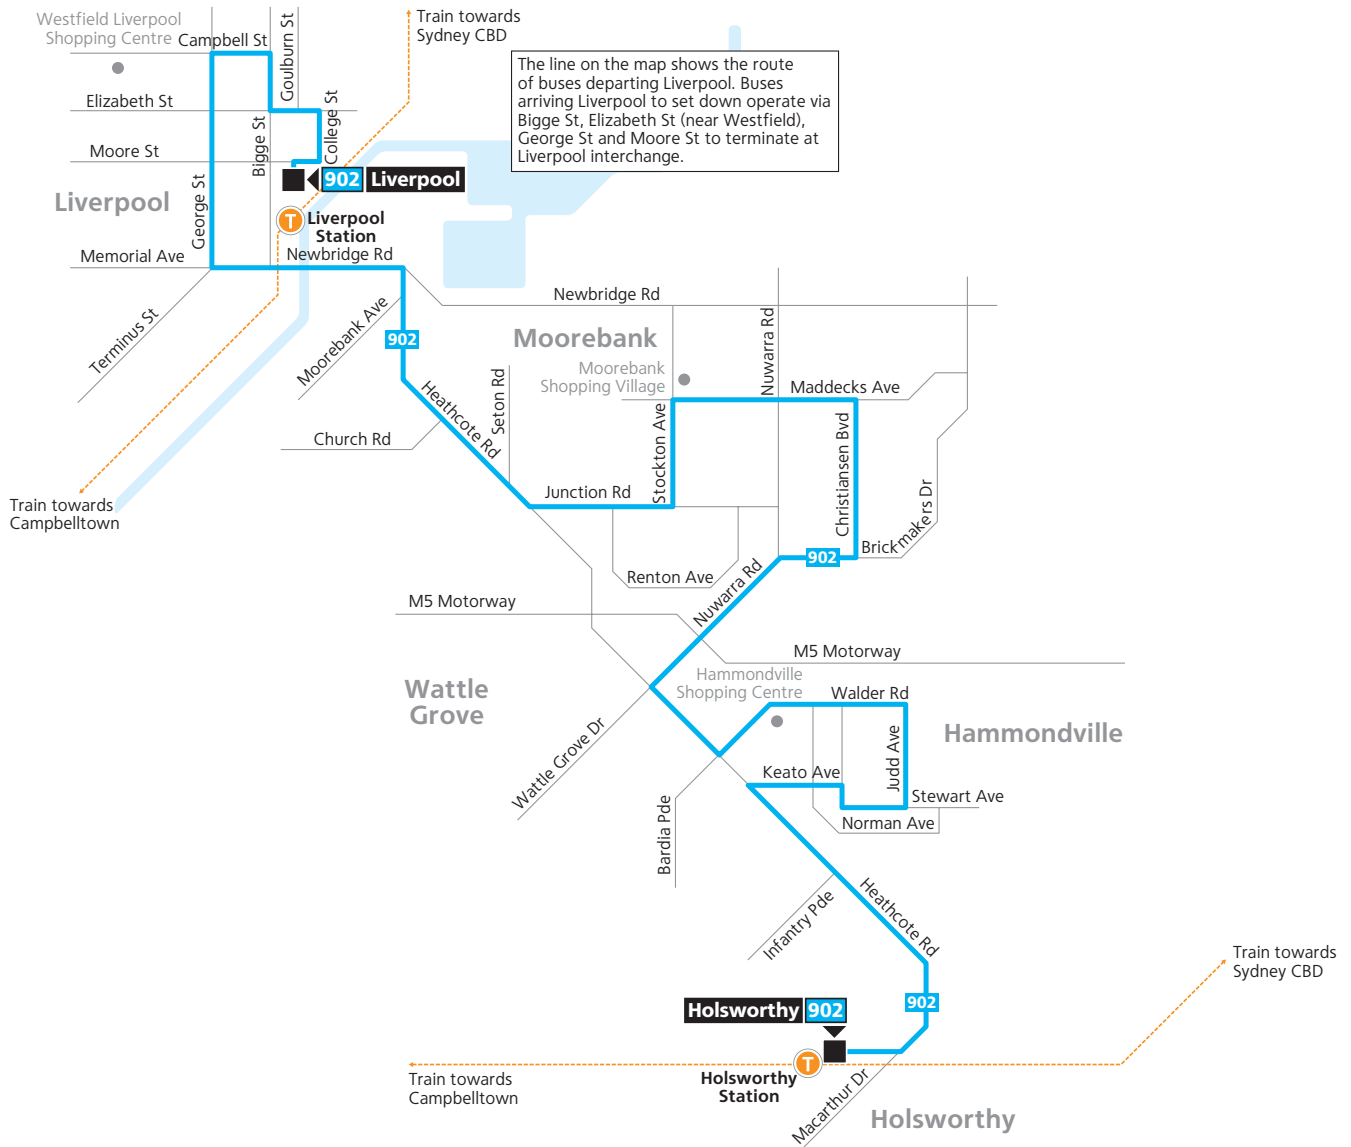 Westfield Liverpool
Shopping Centre
Campbell St
Goulburn St
Train towards
Sydney CBD
The line on the map shows the route
of buses departing Liverpool. Buses
arriving Liverpool to set down operate via
Bigge St, Elizabeth St (near Westfield),
George St and Moore St to terminate at
Liverpool interchange.
Elizabeth St
College St
Bigge St
Moore St
902 Liverpool
Liverpool
George St
T
Liverpool
Station
Memorial Ave
Newbridge Rd
Newbridge Rd
Terminus St
Moorebank Ave
902
Moorebank
Nuwarra Rd
Moorebank
Shopping Village
Maddecks Ave
Heathcote Rd
Seton Rd
Church Rd
Stockton Ave
Christiansen Bvd
Junction Rd
Brickmakers Dr
902
Train towards
Campbelltown
Renton Ave
Nuwarra Rd
M5 Motorway
M5 Motorway
Wattle
Grove
Hammondville
Shopping Centre
Walder Rd
Hammondville
Judd Ave
Wattle Grove Dr
Keato Ave
Stewart Ave
Norman Ave
Bardia Pde
Infantry Pde
Heathcote Rd
Train towards
Sydney CBD
Holsworthy 902
902
T
Holsworthy
Station
Train towards
Campbelltown
Macarthur Dr
Holsworthy